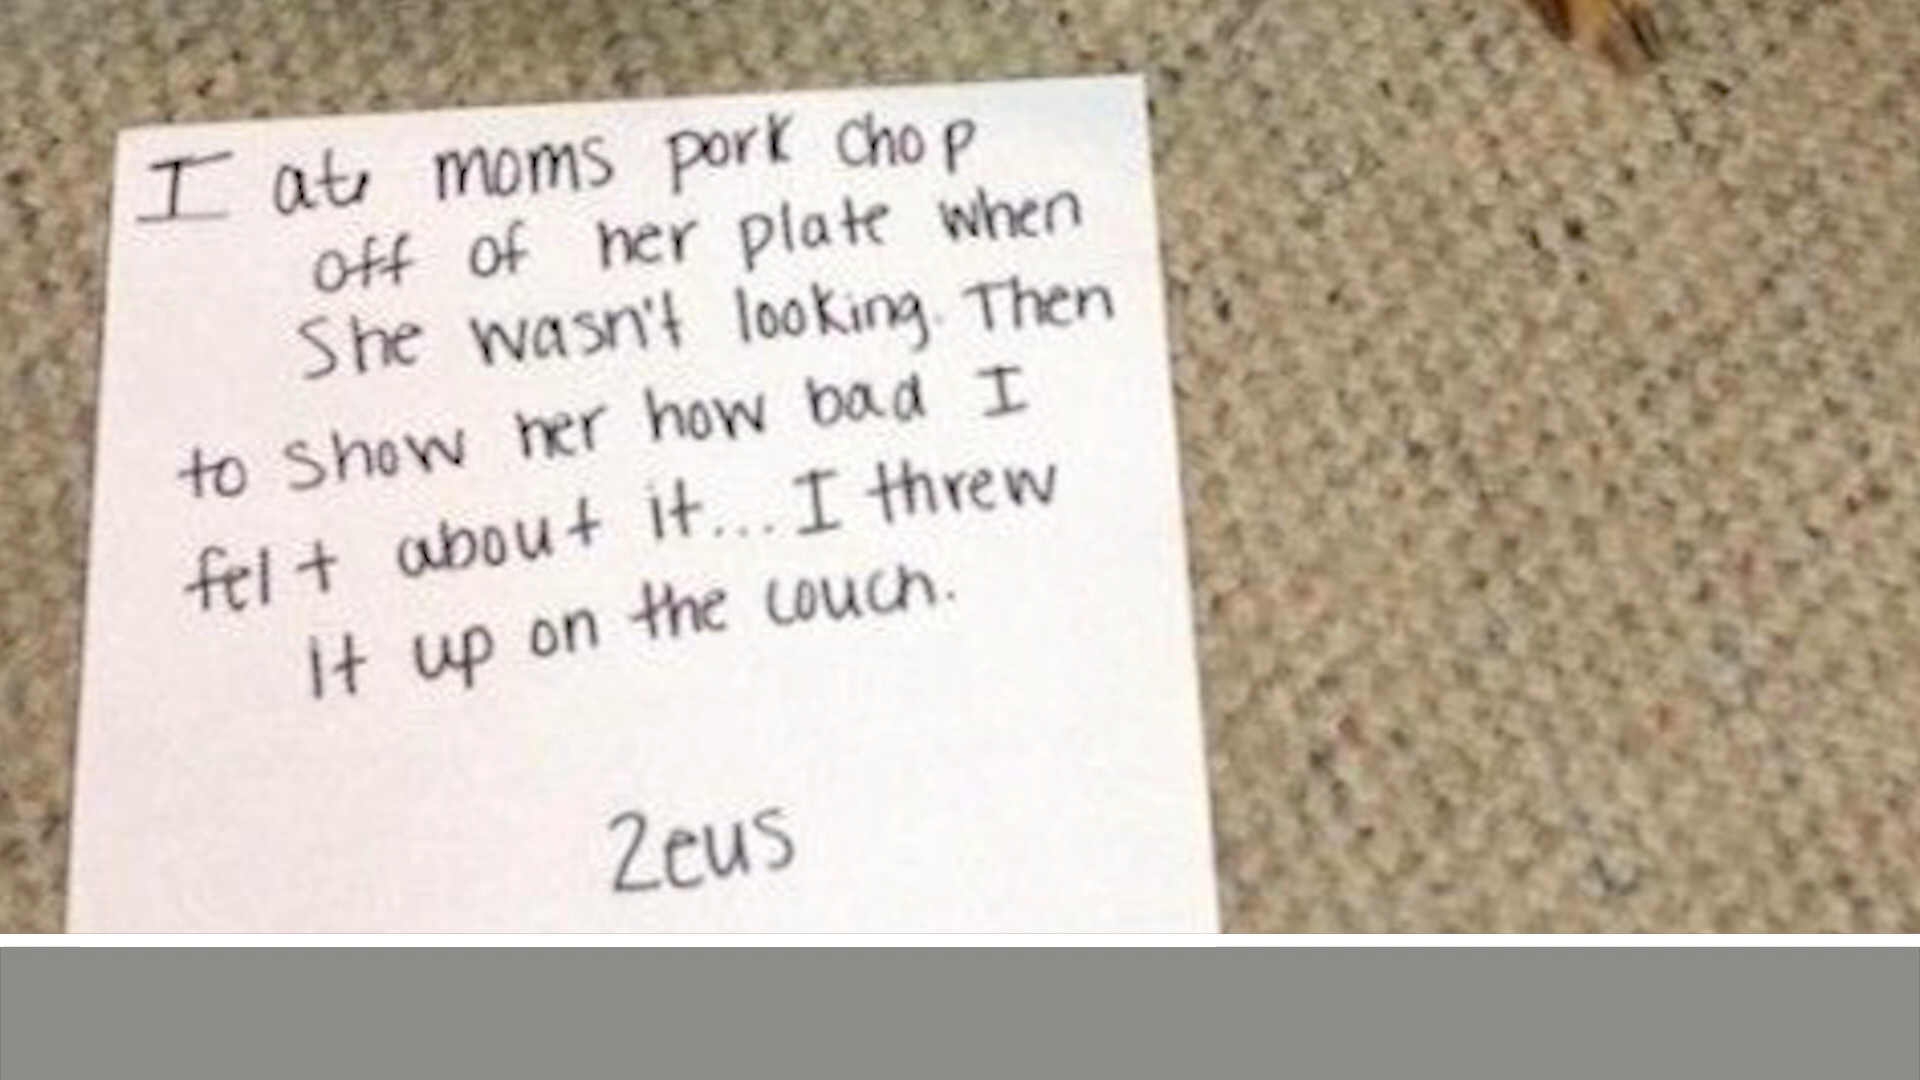 I ate moms pork chop
off of her plate when
She wasn't looking. Then
to show her how bad I
felt about it...I threw
it up on the couch.
Zeus